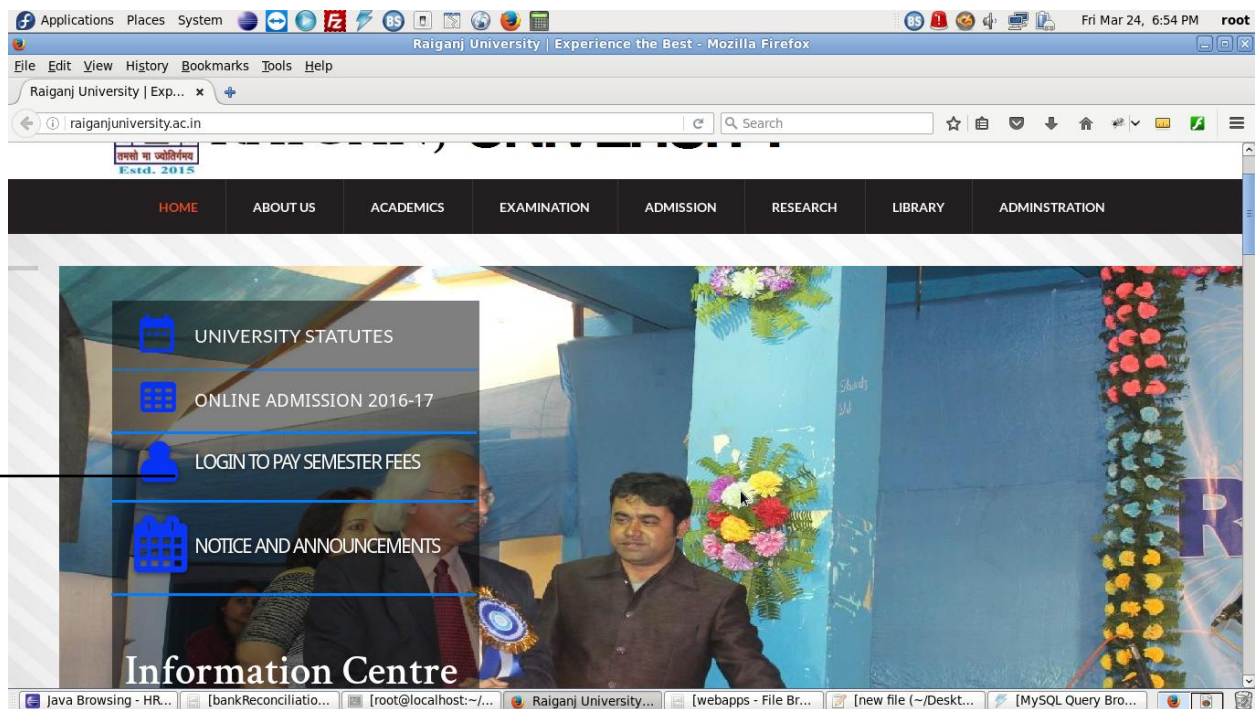 Applications Places System BS BS Fri Mar 24, 6:54 PM root
Raiganj University | Experience the Best - Mozilla Firefox
File Edit View History Bookmarks Tools Help
Raiganj University | Exp...
raiganjuniversity.ac.in Search
तमसो मा ज्योतिर्गमय
Estd. 2015
HOME ABOUT US ACADEMICS EXAMINATION ADMISSION RESEARCH LIBRARY ADMINSTRATION
UNIVERSITY STATUTES
ONLINE ADMISSION 2016-17
LOGIN TO PAY SEMESTER FEES
NOTICE AND ANNOUNCEMENTS
Information Centre
Java Browsing - HR... [bankReconciliatio... [root@localhost:~/... Raiganj University... [webapps - File Br... [new file (~/Deskt... [MySQL Query Bro...